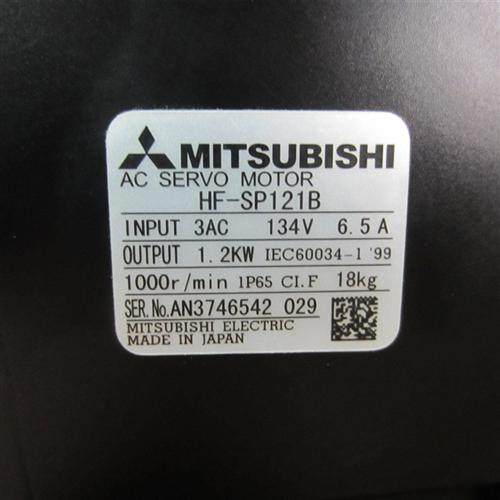 MITSUBISHI
AC SERVO MOTOR
HF-SP121B
INPUT 3AC 134V 6.5A
OUTPUT 1.2KW IEC60034-1 '99
1000r/min IP65 CI.F 18kg
SER.No.AN3746542 029
MITSUBISHI ELECTRIC
MADE IN JAPAN